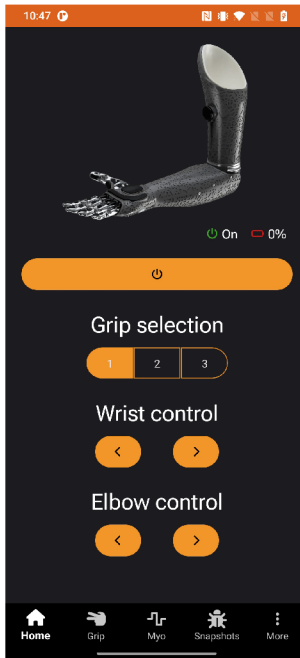 10:47
On 0%
Grip selection
1 2 3
Wrist control
Elbow control
Home Grip Myo Snapshots More